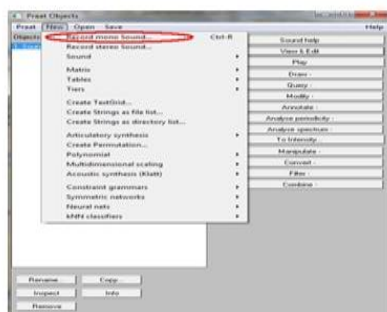 Praat Objects
Praat New Open Save Help
Objects
Record mono Sound... Ctrl-R
Record stereo Sound...
Sound
Matrix
Tables
Tiers
Create TextGrid...
Create Strings as file list...
Create Strings as directory list...
Articulatory synthesis
Create Permutation...
Polynomial
Multidimensional scaling
Acoustic synthesis (Klatt)
Constraint grammars
Symmetric networks
Neural nets
kNN classifiers
Sound help
View & Edit
Play
Draw -
Query -
Modify -
Annotate -
Analyse periodicity -
Analyse spectrum -
To Intensity...
Manipulate -
Convert -
Filter -
Combine -
Rename... Copy...
Inspect Info
Remove